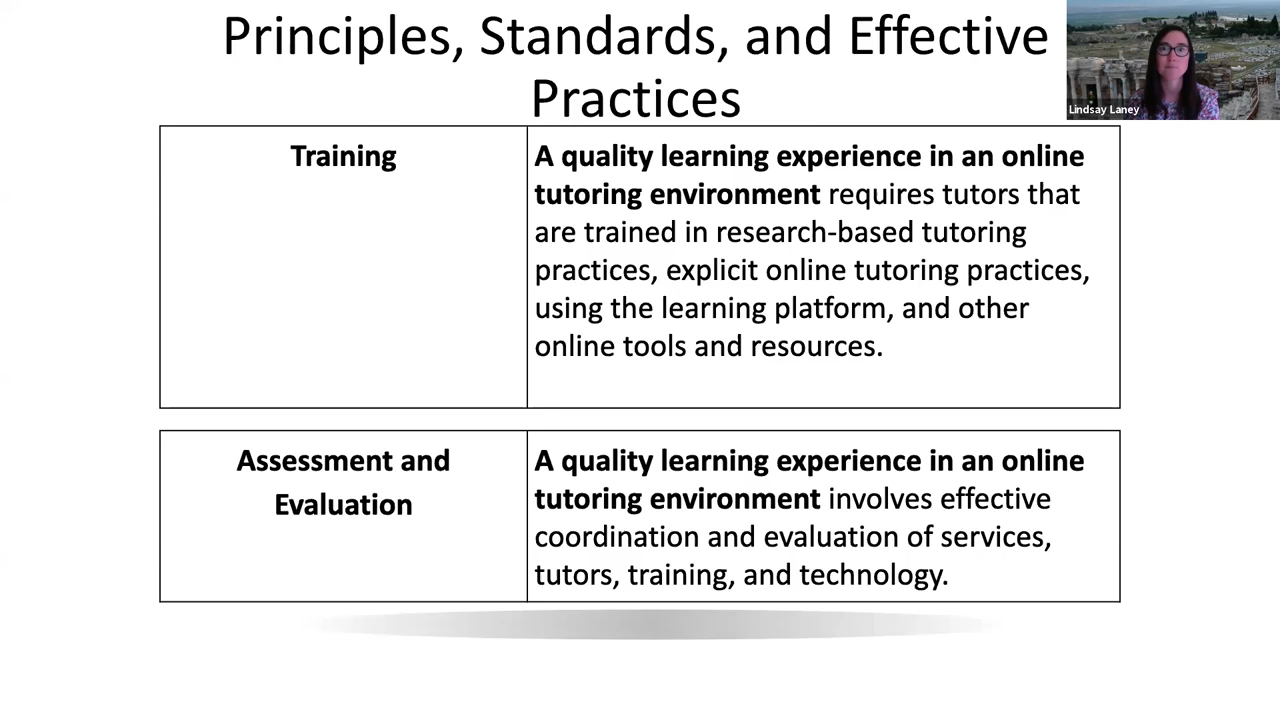 Principles, Standards, and Effective
Practices
Lindsay Laney
Training
A quality learning experience in an online
tutoring environment requires tutors that
are trained in research-based tutoring
practices, explicit online tutoring practices,
using the learning platform, and other
online tools and resources.
Assessment and
Evaluation
A quality learning experience in an online
tutoring environment involves effective
coordination and evaluation of services,
tutors, training, and technology.